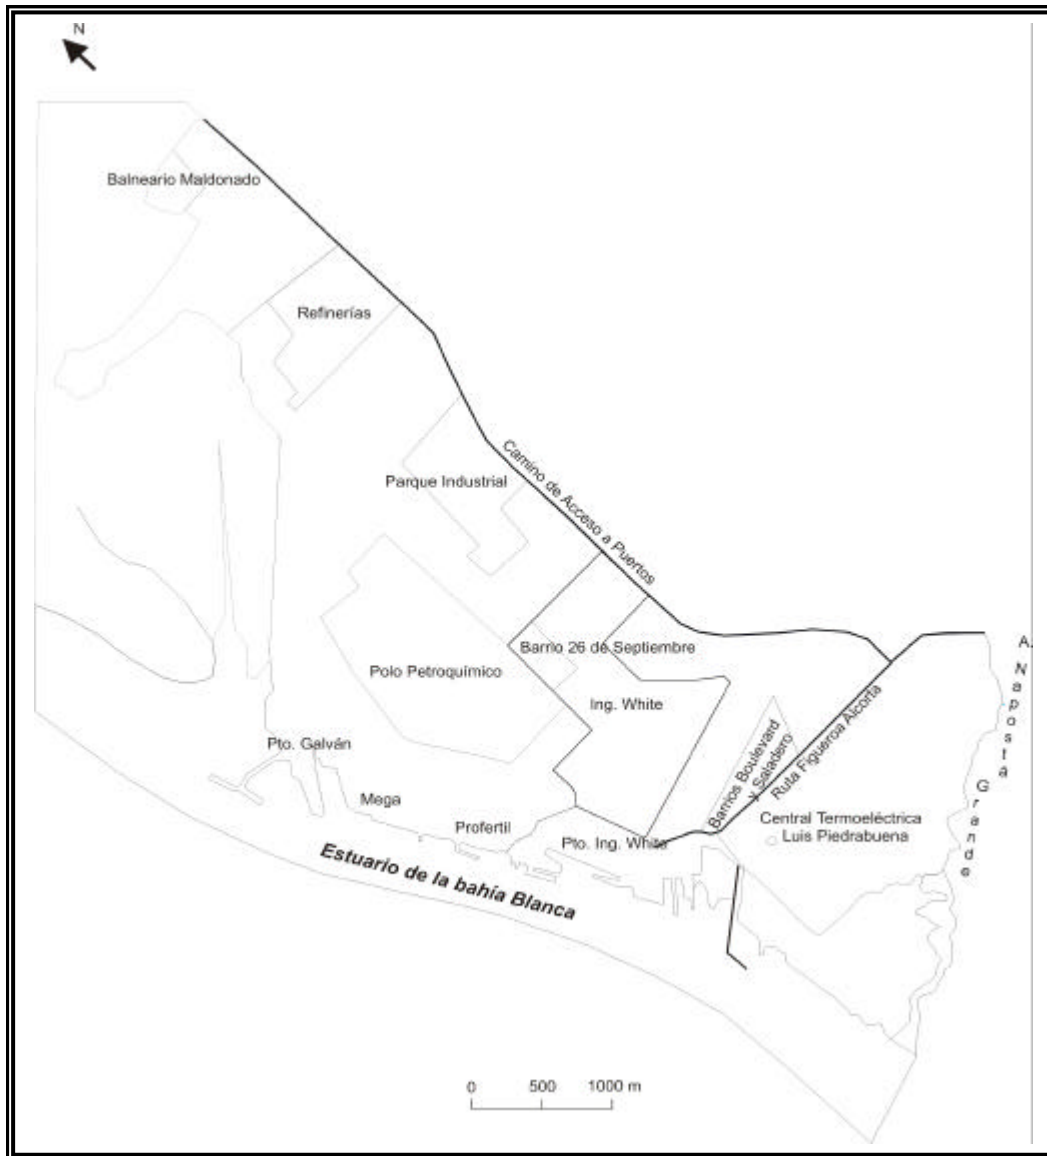 N
Balneario Maldonado
Refinerías
Camino de Acceso a Puertos
Parque Industrial
Barrio 26 de Septiembre
A. Napostá Grande
Polo Petroquímico
Ing. White
Barrios Boulevard
y Saladero
Ruta Figueroa Alcorta
Pto. Galván
Mega
Profertil
Pto. Ing. White
Central Termoeléctrica
Luis Piedrabuena
Estuario de la bahía Blanca
0 500 1000 m